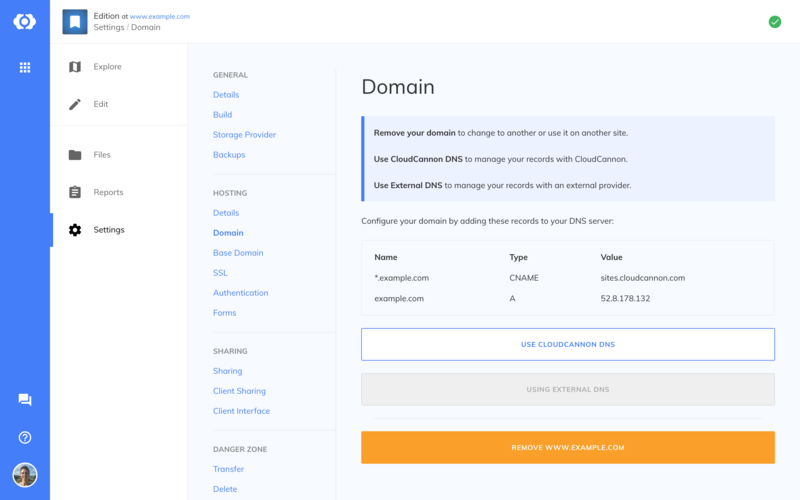 Edition at www.example.com
Settings / Domain
Explore
Edit
Files
Reports
Settings
GENERAL
Details
Build
Storage Provider
Backups
HOSTING
Details
Domain
Base Domain
SSL
Authentication
Forms
SHARING
Sharing
Client Sharing
Client Interface
DANGER ZONE
Transfer
Delete
Domain
Remove your domain to change to another or use it on another site.
Use CloudCannon DNS to manage your records with CloudCannon.
Use External DNS to manage your records with an external provider.
Configure your domain by adding these records to your DNS server:
Name Type Value
*.example.com CNAME sites.cloudcannon.com
example.com A 52.8.178.132
USE CLOUDCANNON DNS
USING EXTERNAL DNS
REMOVE WWW.EXAMPLE.COM